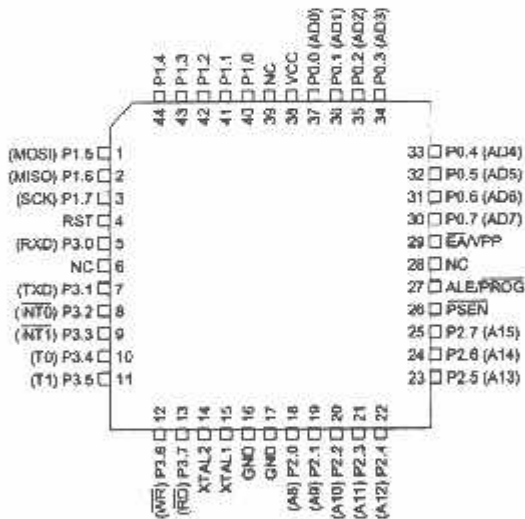 44 P1.4
43 P1.3
42 P1.2
41 P1.1
40 P1.0
39 NC
38 VCC
37 P0.0 (AD0)
36 P0.1 (AD1)
35 P0.2 (AD2)
34 P0.3 (AD3)
(MOSI) P1.5 1
(MISO) P1.6 2
(SCK) P1.7 3
RST 4
(RXD) P3.0 5
NC 6
(TXD) P3.1 7
(INT0) P3.2 8
(INT1) P3.3 9
(T0) P3.4 10
(T1) P3.5 11
33 P0.4 (AD4)
32 P0.5 (AD5)
31 P0.6 (AD6)
30 P0.7 (AD7)
29 EA/VPP
28 NC
27 ALE/PROG
26 PSEN
25 P2.7 (A15)
24 P2.6 (A14)
23 P2.5 (A13)
(WR) P3.6 12
(RD) P3.7 13
XTAL2 14
XTAL1 15
GND 16
GND 17
(A8) P2.0 18
(A9) P2.1 19
(A10) P2.2 20
(A11) P2.3 21
(A12) P2.4 22